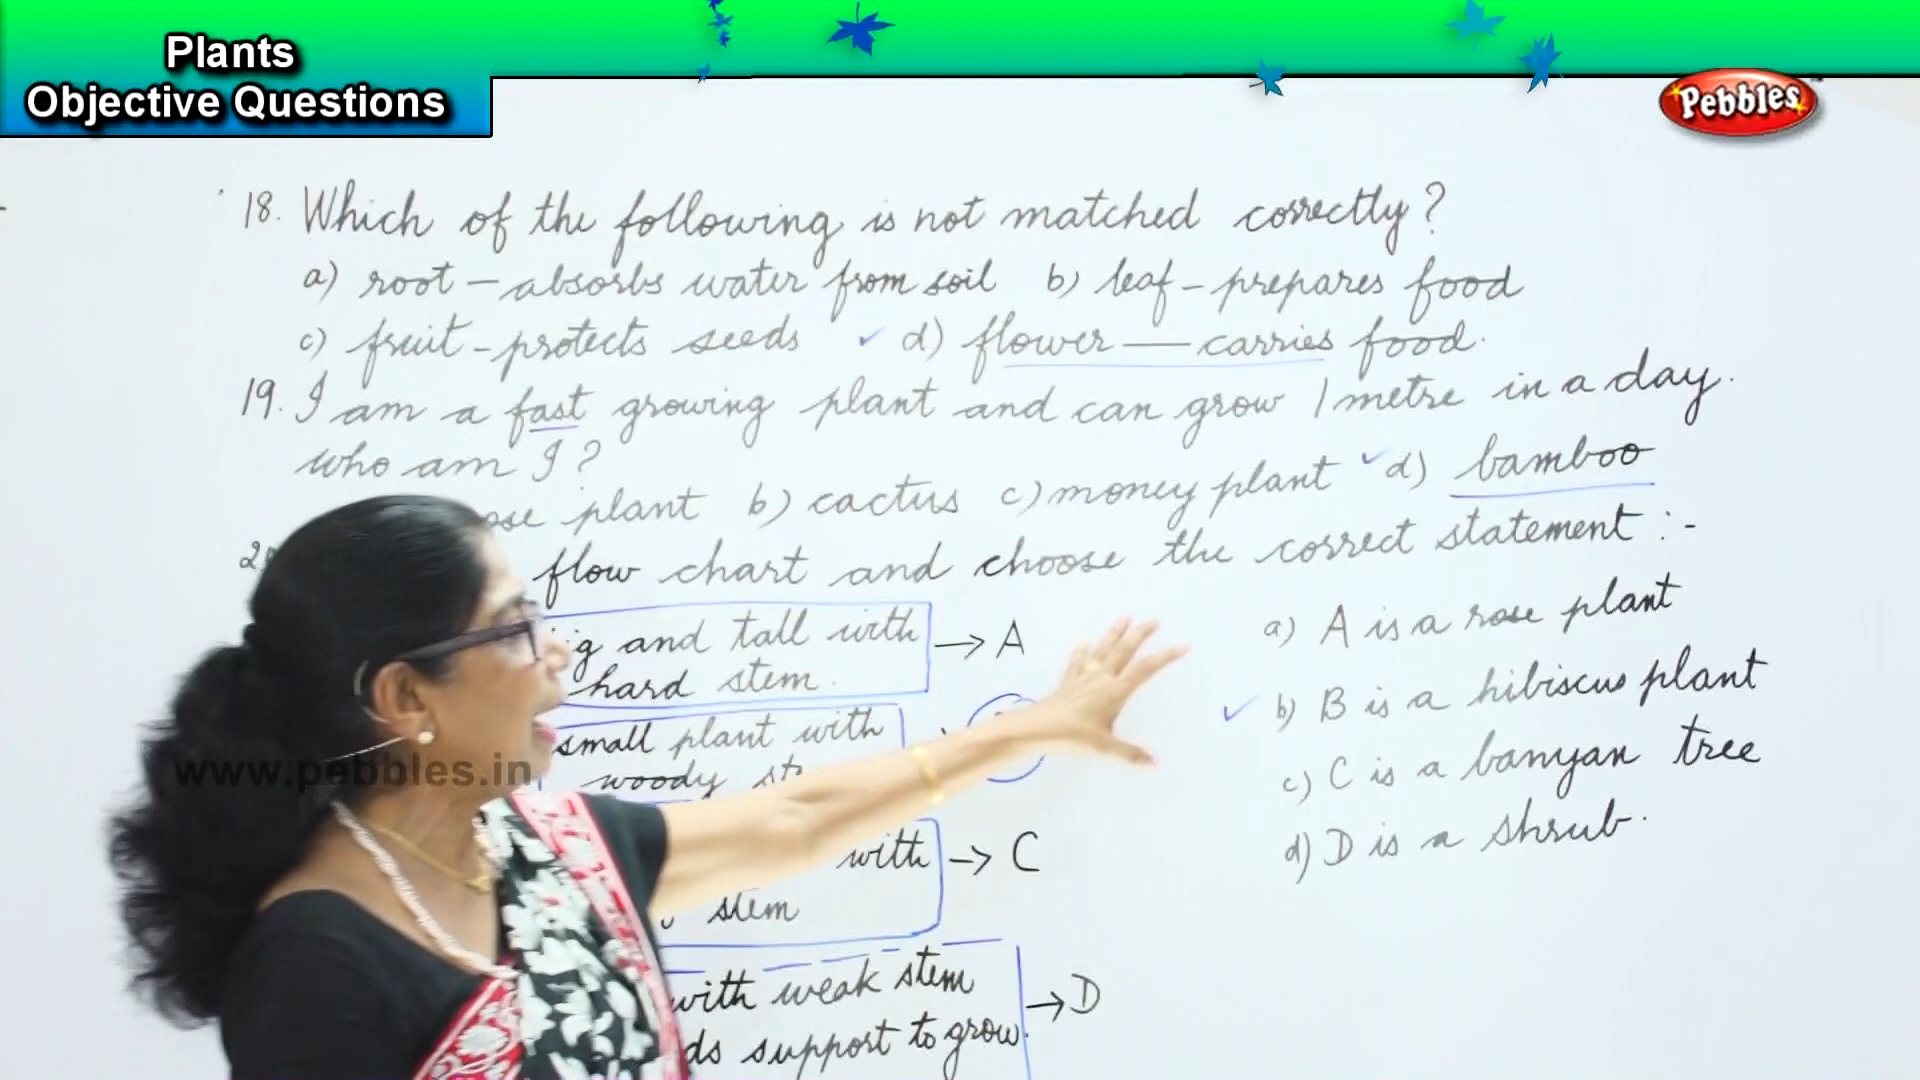 Plants
Objective Questions
Pebbles
18. Which of the following is not matched correctly?
a) root — absorbs water from soil b) leaf - prepares food
c) fruit - protects seeds ✓ d) flower — carries food.
19. I am a fast growing plant and can grow 1 metre in a day.
who am I?
plant b) cactus c) money plant ✓ d) bamboo
flow chart and choose the correct statement :-
and tall with → A
hard stem.
small plant with
woody
with → C
stem
with weak stem → D
support to grow.
a) A is a rose plant
✓ b) B is a hibiscus plant
c) C is a banyan tree
d) D is a shrub.
www.pebbles.in